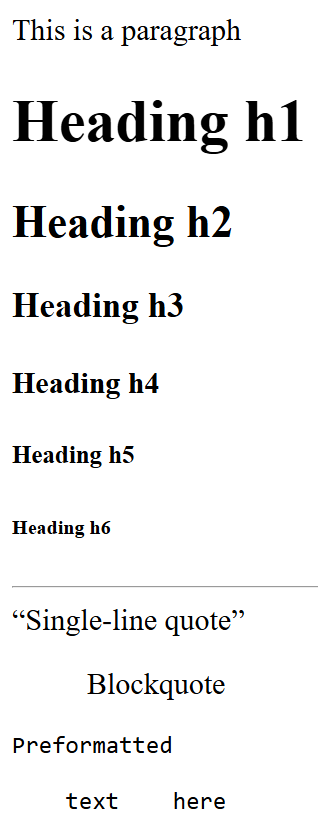 This is a paragraph
Heading h1
Heading h2
Heading h3
Heading h4
Heading h5
Heading h6
“Single-line quote”
Blockquote
Preformatted
    text    here